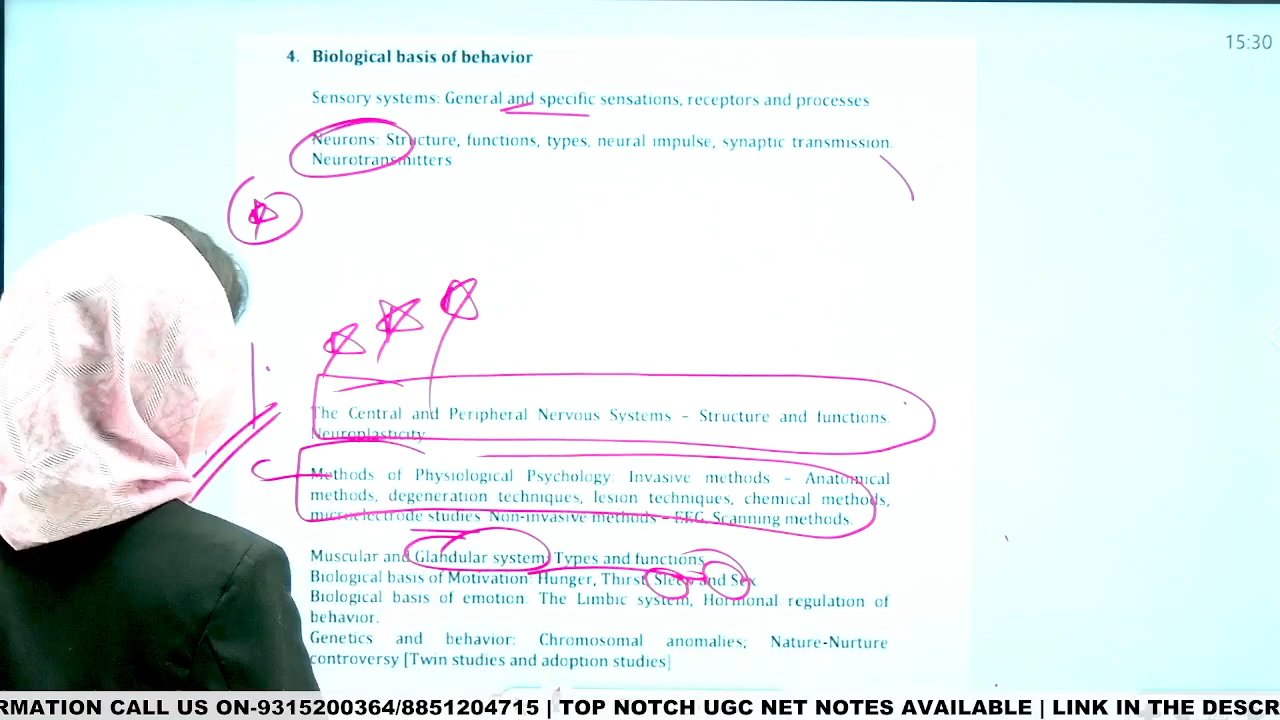 15:30
4. Biological basis of behavior
Sensory systems: General and specific sensations, receptors and processes
Neurons: Structure, functions, types, neural impulse, synaptic transmission.
Neurotransmitters
The Central and Peripheral Nervous Systems – Structure and functions.
Neuroplasticity.
Methods of Physiological Psychology: Invasive methods – Anatomical
methods, degeneration techniques, lesion techniques, chemical methods,
microelectrode studies. Non-invasive methods – EEG, Scanning methods.
Muscular and Glandular system: Types and functions
Biological basis of Motivation: Hunger, Thirst, Sleep and Sex.
Biological basis of emotion: The Limbic system, Hormonal regulation of
behavior.
Genetics and behavior: Chromosomal anomalies; Nature-Nurture
controversy [Twin studies and adoption studies]
RMATION CALL US ON-9315200364/8851204715 | TOP NOTCH UGC NET NOTES AVAILABLE | LINK IN THE DESCR